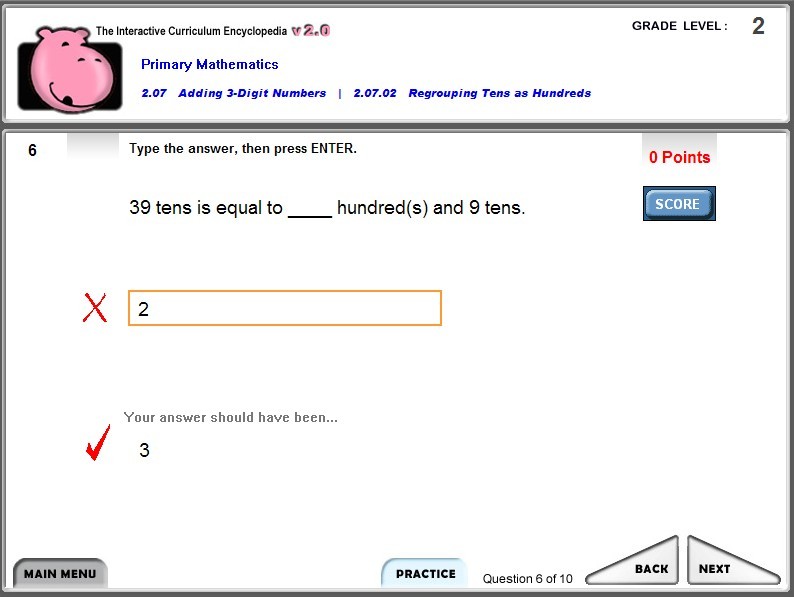 The Interactive Curriculum Encyclopedia v 2.0
GRADE LEVEL: 2
Primary Mathematics
2.07 Adding 3-Digit Numbers | 2.07.02 Regrouping Tens as Hundreds
6
Type the answer, then press ENTER.
0 Points
39 tens is equal to ____ hundred(s) and 9 tens.
SCORE
2
Your answer should have been...
3
MAIN MENU
PRACTICE
Question 6 of 10
BACK
NEXT